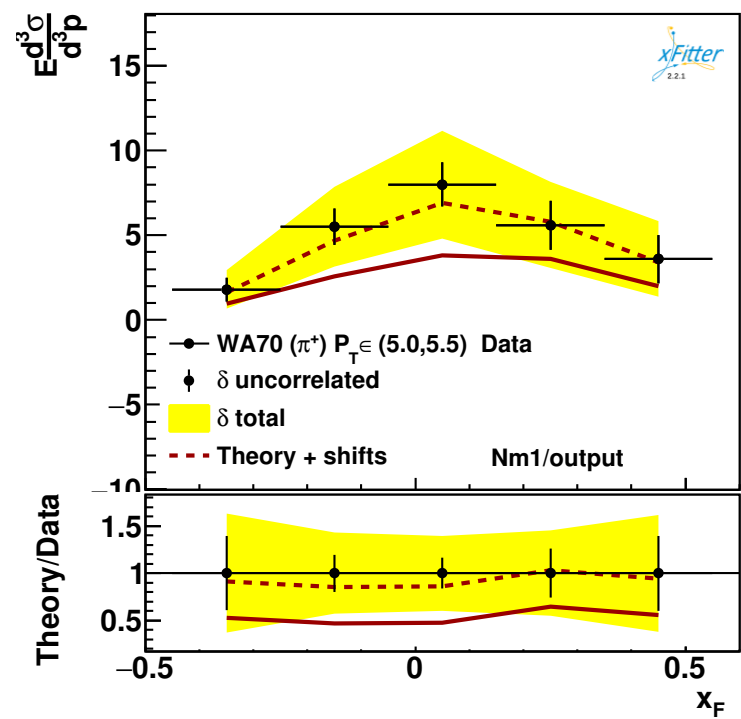 E d³σ
d³p
15
10
5
0
−5
−10
xFitter
2.2.1
WA70 (π⁺) P_T ∈ (5.0,5.5) Data
δ uncorrelated
δ total
Theory + shifts
Nm1/output
Theory/Data
1.5
1
0.5
−0.5
0
0.5
x_F